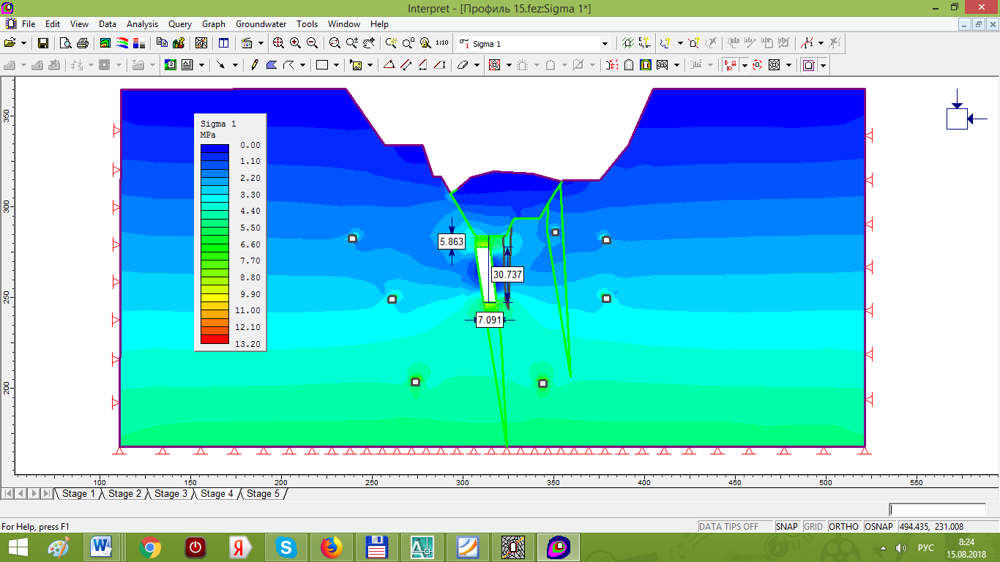 Interpret - [Профиль 15.fez:Sigma 1*]
File Edit View Data Analysis Query Graph Groundwater Tools Window Help
1:10
σ1 Sigma 1
Sigma 1
MPa
0.00
1.10
2.20
3.30
4.40
5.50
6.60
7.70
8.80
9.90
11.00
12.10
13.20
350
300
250
200
5.863
30.737
7.091
100 150 200 250 300 350 400 450 500 550
Stage 1 Stage 2 Stage 3 Stage 4 Stage 5
For Help, press F1
DATA TIPS OFF SNAP GRID ORTHO OSNAP 494.435, 231.008
W Я S
РУС
8:24
15.08.2018